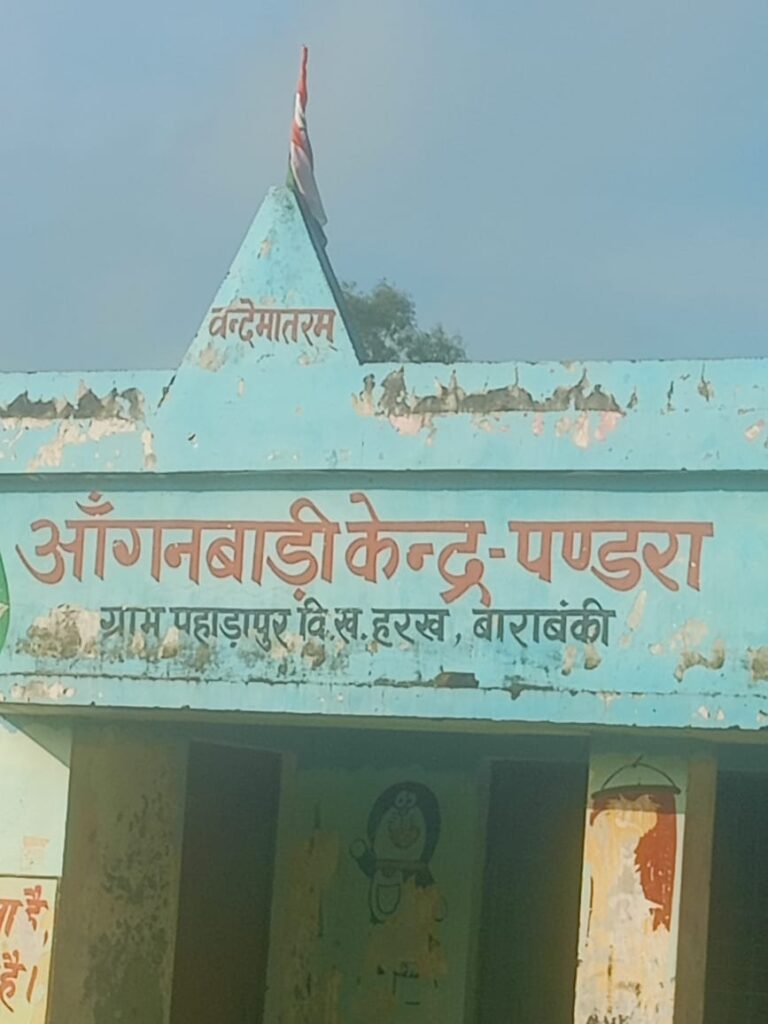 वन्देमातरम्
आँगनबाड़ी केन्द्र-पण्डरा
ग्राम पहाड़ापुर वि.ख.हरख, बाराबंकी
है,
है।